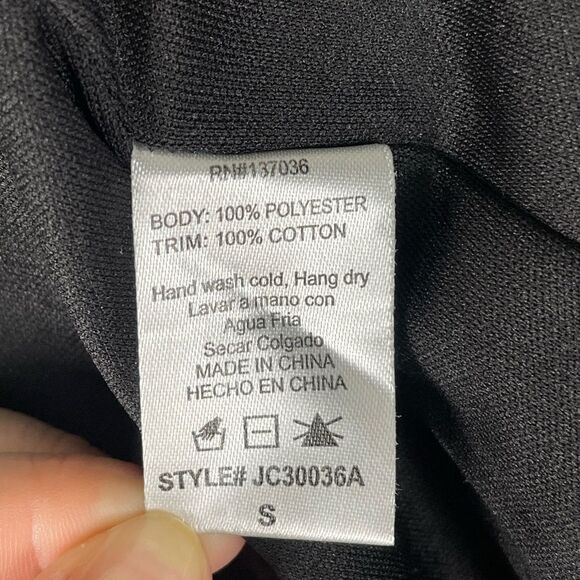 RN#137036
BODY: 100% POLYESTER
TRIM: 100% COTTON
Hand wash cold, Hang dry
Lavar a mano con
Agua Fria
Secar Colgado
MADE IN CHINA
HECHO EN CHINA
STYLE# JC30036A
S